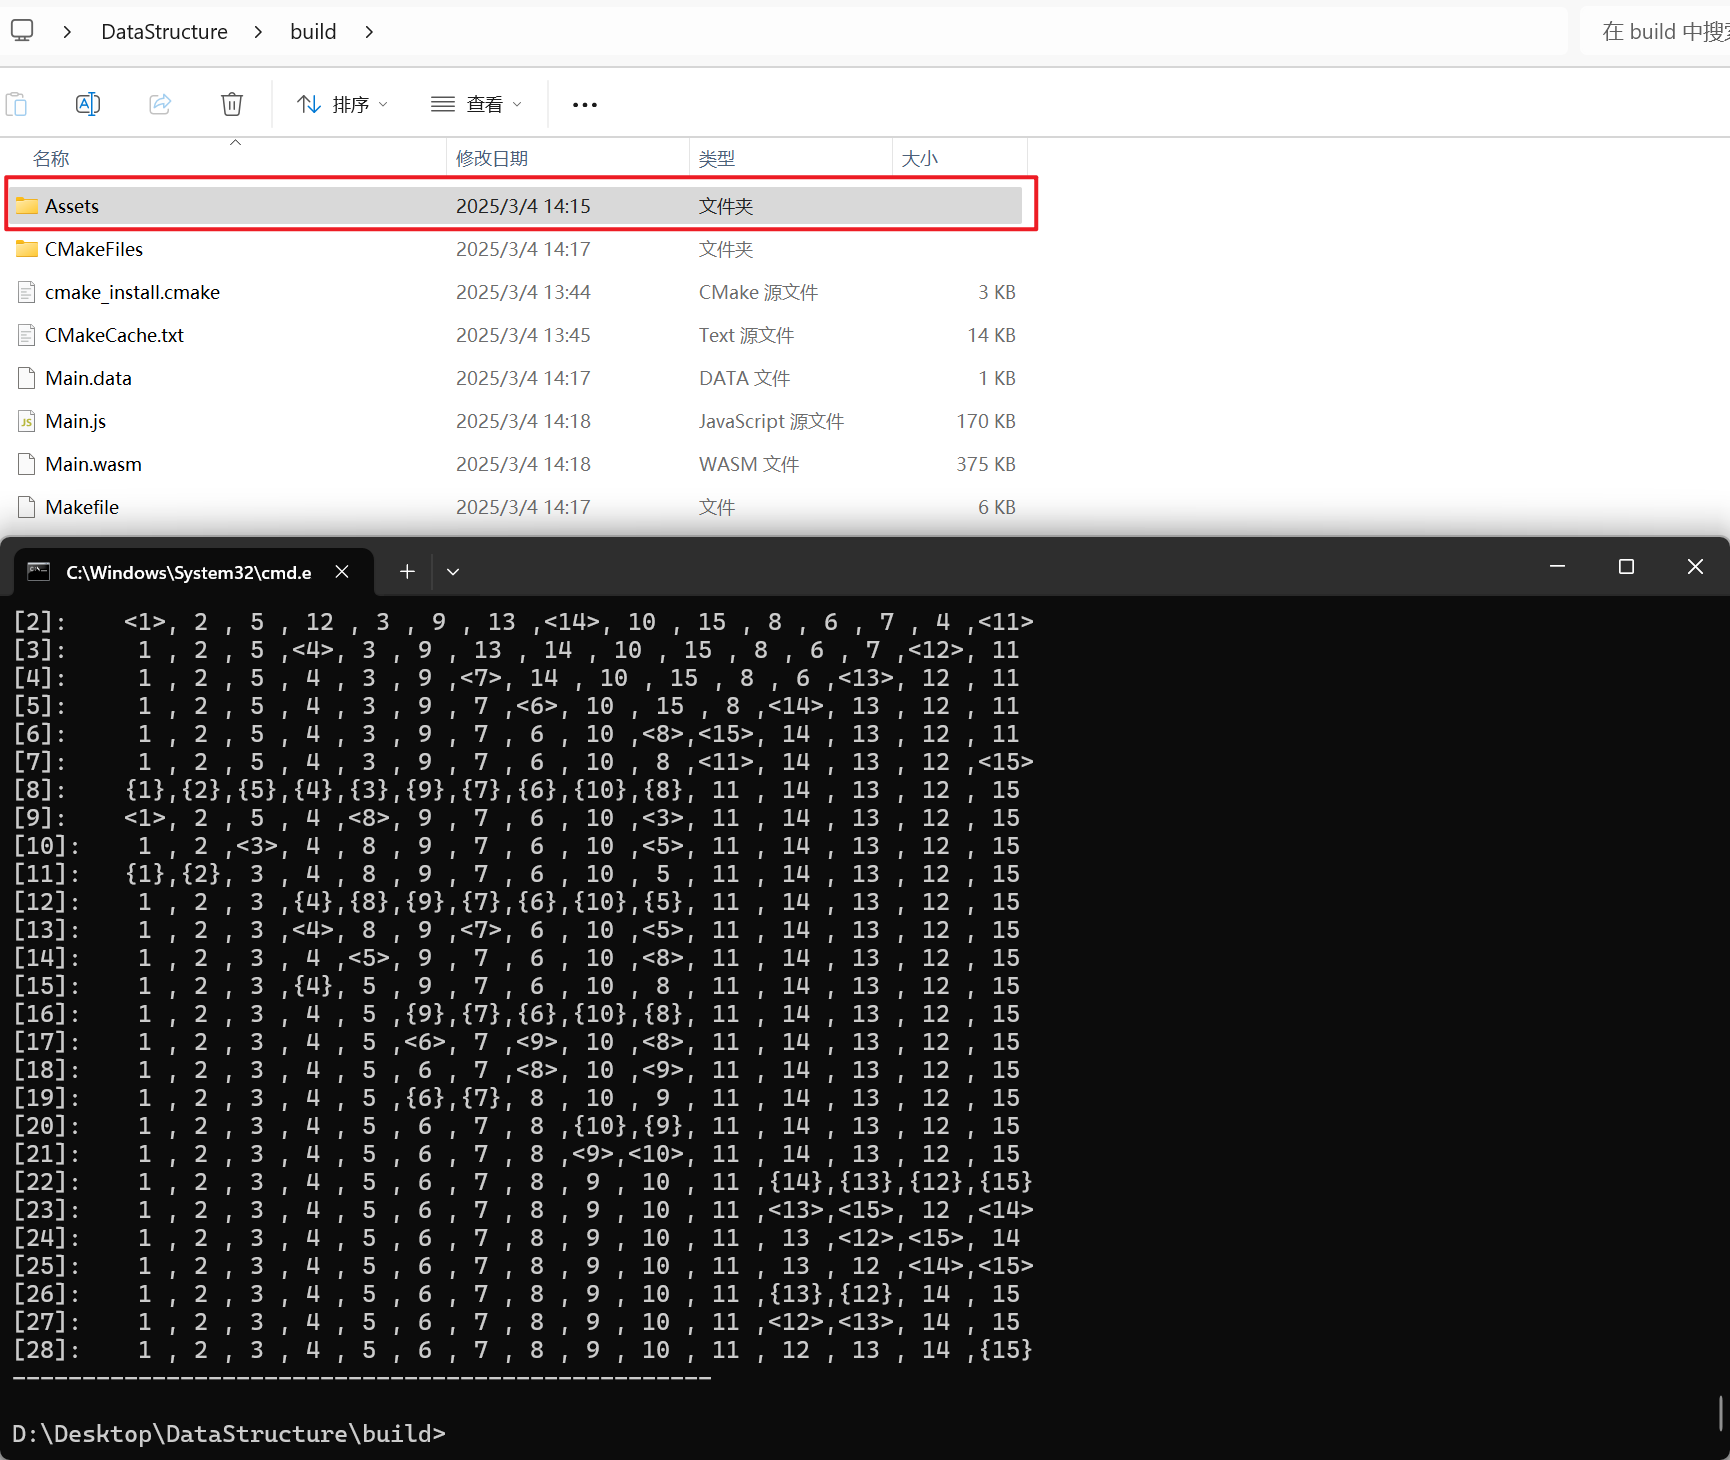 DataStructure > build >
在 build 中搜
排序 查看
名称 修改日期 类型 大小
Assets 2025/3/4 14:15 文件夹
CMakeFiles 2025/3/4 14:17 文件夹
cmake_install.cmake 2025/3/4 13:44 CMake 源文件 3 KB
CMakeCache.txt 2025/3/4 13:45 Text 源文件 14 KB
Main.data 2025/3/4 14:17 DATA 文件 1 KB
Main.js 2025/3/4 14:18 JavaScript 源文件 170 KB
Main.wasm 2025/3/4 14:18 WASM 文件 375 KB
Makefile 2025/3/4 14:17 文件 6 KB
C:\Windows\System32\cmd.e
[2]: <1>, 2 , 5 , 12 , 3 , 9 , 13 ,<14>, 10 , 15 , 8 , 6 , 7 , 4 ,<11>
[3]: 1 , 2 , 5 ,<4>, 3 , 9 , 13 , 14 , 10 , 15 , 8 , 6 , 7 ,<12>, 11
[4]: 1 , 2 , 5 , 4 , 3 , 9 ,<7>, 14 , 10 , 15 , 8 , 6 ,<13>, 12 , 11
[5]: 1 , 2 , 5 , 4 , 3 , 9 , 7 ,<6>, 10 , 15 , 8 ,<14>, 13 , 12 , 11
[6]: 1 , 2 , 5 , 4 , 3 , 9 , 7 , 6 , 10 ,<8>,<15>, 14 , 13 , 12 , 11
[7]: 1 , 2 , 5 , 4 , 3 , 9 , 7 , 6 , 10 , 8 ,<11>, 14 , 13 , 12 ,<15>
[8]: {1},{2},{5},{4},{3},{9},{7},{6},{10},{8}, 11 , 14 , 13 , 12 , 15
[9]: <1>, 2 , 5 , 4 ,<8>, 9 , 7 , 6 , 10 ,<3>, 11 , 14 , 13 , 12 , 15
[10]: 1 , 2 ,<3>, 4 , 8 , 9 , 7 , 6 , 10 ,<5>, 11 , 14 , 13 , 12 , 15
[11]: {1},{2}, 3 , 4 , 8 , 9 , 7 , 6 , 10 , 5 , 11 , 14 , 13 , 12 , 15
[12]: 1 , 2 , 3 ,{4},{8},{9},{7},{6},{10},{5}, 11 , 14 , 13 , 12 , 15
[13]: 1 , 2 , 3 ,<4>, 8 , 9 ,<7>, 6 , 10 ,<5>, 11 , 14 , 13 , 12 , 15
[14]: 1 , 2 , 3 , 4 ,<5>, 9 , 7 , 6 , 10 ,<8>, 11 , 14 , 13 , 12 , 15
[15]: 1 , 2 , 3 ,{4}, 5 , 9 , 7 , 6 , 10 , 8 , 11 , 14 , 13 , 12 , 15
[16]: 1 , 2 , 3 , 4 , 5 ,{9},{7},{6},{10},{8}, 11 , 14 , 13 , 12 , 15
[17]: 1 , 2 , 3 , 4 , 5 ,<6>, 7 ,<9>, 10 ,<8>, 11 , 14 , 13 , 12 , 15
[18]: 1 , 2 , 3 , 4 , 5 , 6 , 7 ,<8>, 10 ,<9>, 11 , 14 , 13 , 12 , 15
[19]: 1 , 2 , 3 , 4 , 5 ,{6},{7}, 8 , 10 , 9 , 11 , 14 , 13 , 12 , 15
[20]: 1 , 2 , 3 , 4 , 5 , 6 , 7 , 8 ,{10},{9}, 11 , 14 , 13 , 12 , 15
[21]: 1 , 2 , 3 , 4 , 5 , 6 , 7 , 8 ,<9>,<10>, 11 , 14 , 13 , 12 , 15
[22]: 1 , 2 , 3 , 4 , 5 , 6 , 7 , 8 , 9 , 10 , 11 ,{14},{13},{12},{15}
[23]: 1 , 2 , 3 , 4 , 5 , 6 , 7 , 8 , 9 , 10 , 11 ,<13>,<15>, 12 ,<14>
[24]: 1 , 2 , 3 , 4 , 5 , 6 , 7 , 8 , 9 , 10 , 11 , 13 ,<12>,<15>, 14
[25]: 1 , 2 , 3 , 4 , 5 , 6 , 7 , 8 , 9 , 10 , 11 , 13 , 12 ,<14>,<15>
[26]: 1 , 2 , 3 , 4 , 5 , 6 , 7 , 8 , 9 , 10 , 11 ,{13},{12}, 14 , 15
[27]: 1 , 2 , 3 , 4 , 5 , 6 , 7 , 8 , 9 , 10 , 11 ,<12>,<13>, 14 , 15
[28]: 1 , 2 , 3 , 4 , 5 , 6 , 7 , 8 , 9 , 10 , 11 , 12 , 13 , 14 ,{15}
--------------------------------------------------
D:\Desktop\DataStructure\build>